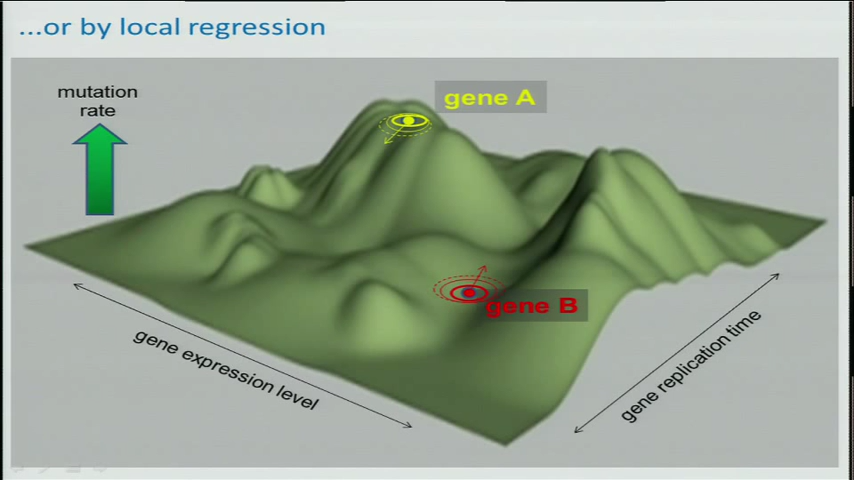 ...or by local regression
mutation
rate
gene A
gene B
gene expression level
gene replication time